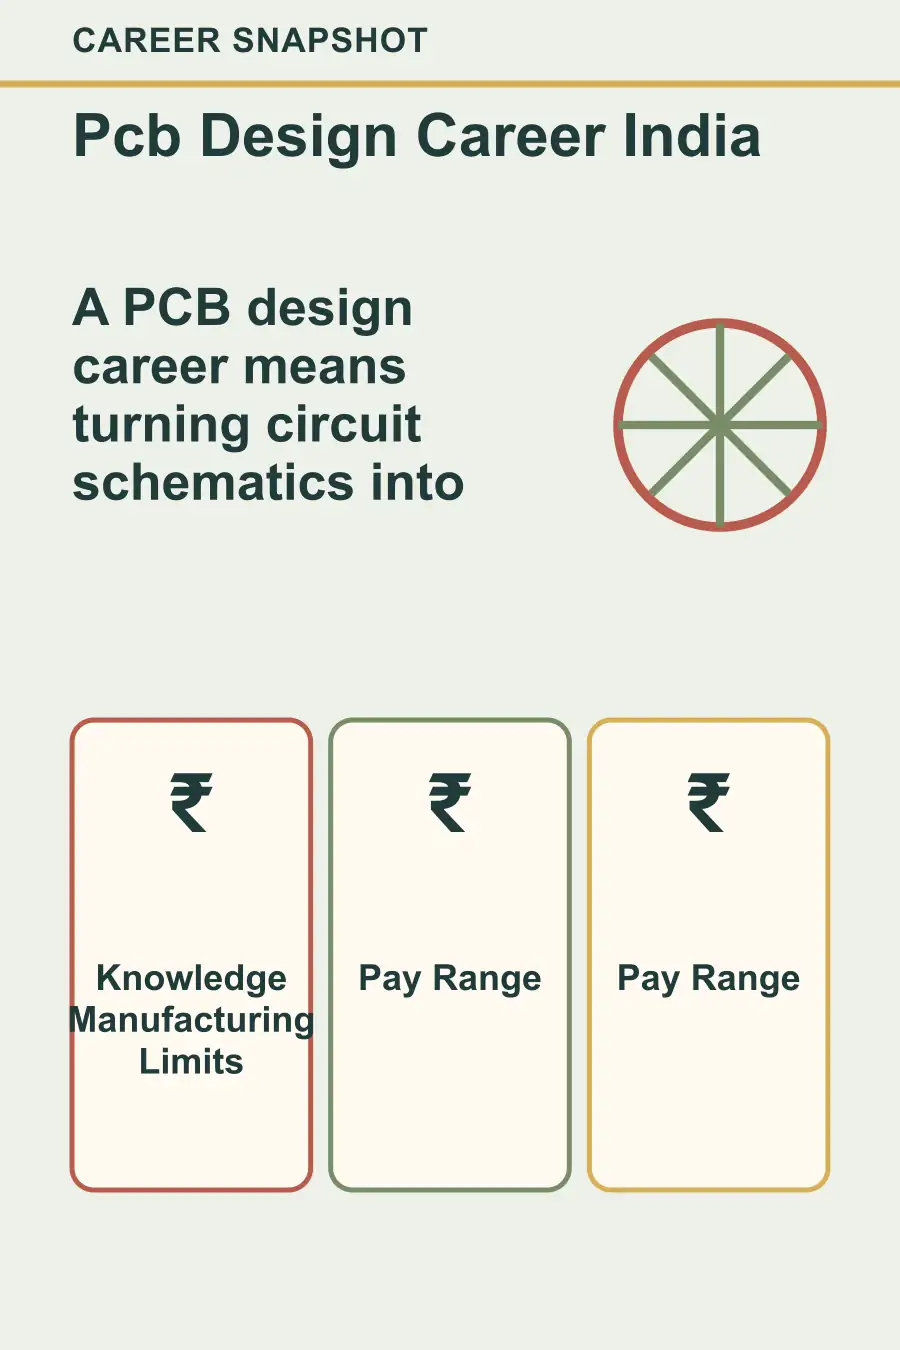 CAREER SNAPSHOT
Pcb Design Career India
A PCB design
career means
turning circuit
schematics into
₹
Knowledge
Manufacturing
Limits
₹
Pay Range
₹
Pay Range